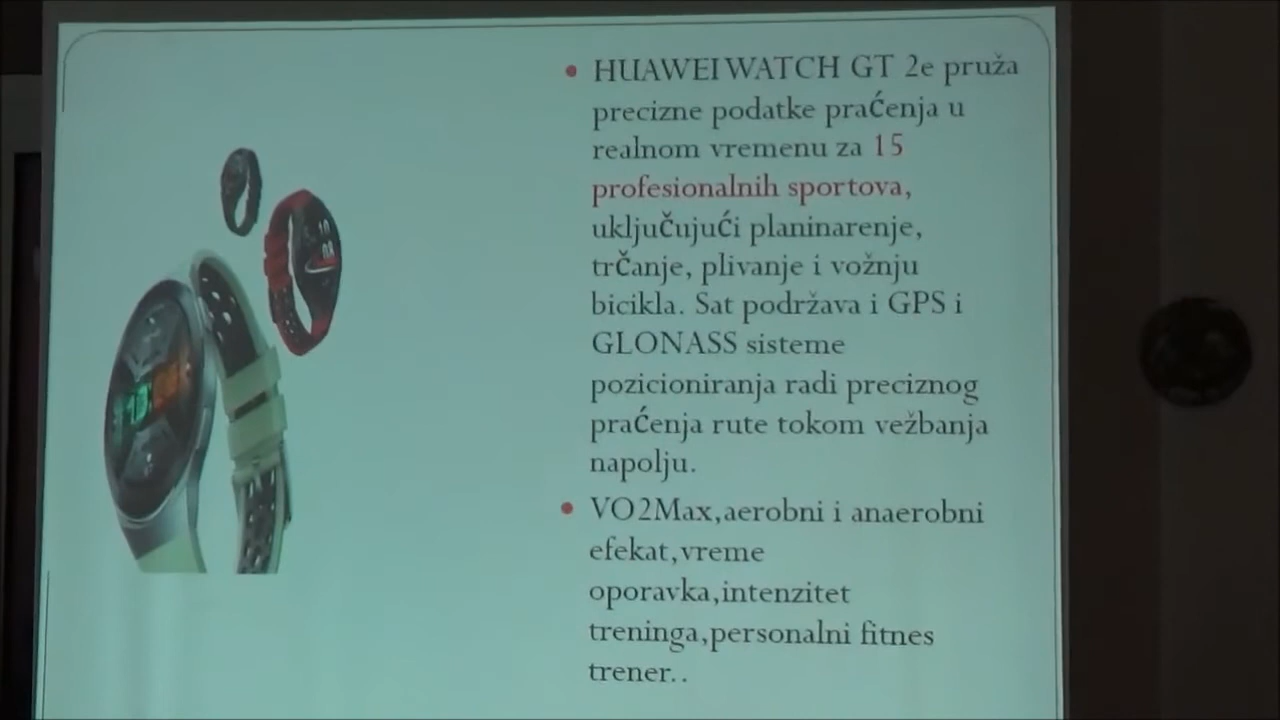 HUAWEI WATCH GT 2e pruža
precizne podatke praćenja u
realnom vremenu za 15
profesionalnih sportova,
uključujući planinarenje,
trčanje, plivanje i vožnju
bicikla. Sat podržava i GPS i
GLONASS sisteme
pozicioniranja radi preciznog
praćenja rute tokom vežbanja
napolju.
VO2Max,aerobni i anaerobni
efekat,vreme
oporavka,intenzitet
treninga,personalni fitnes
trener..